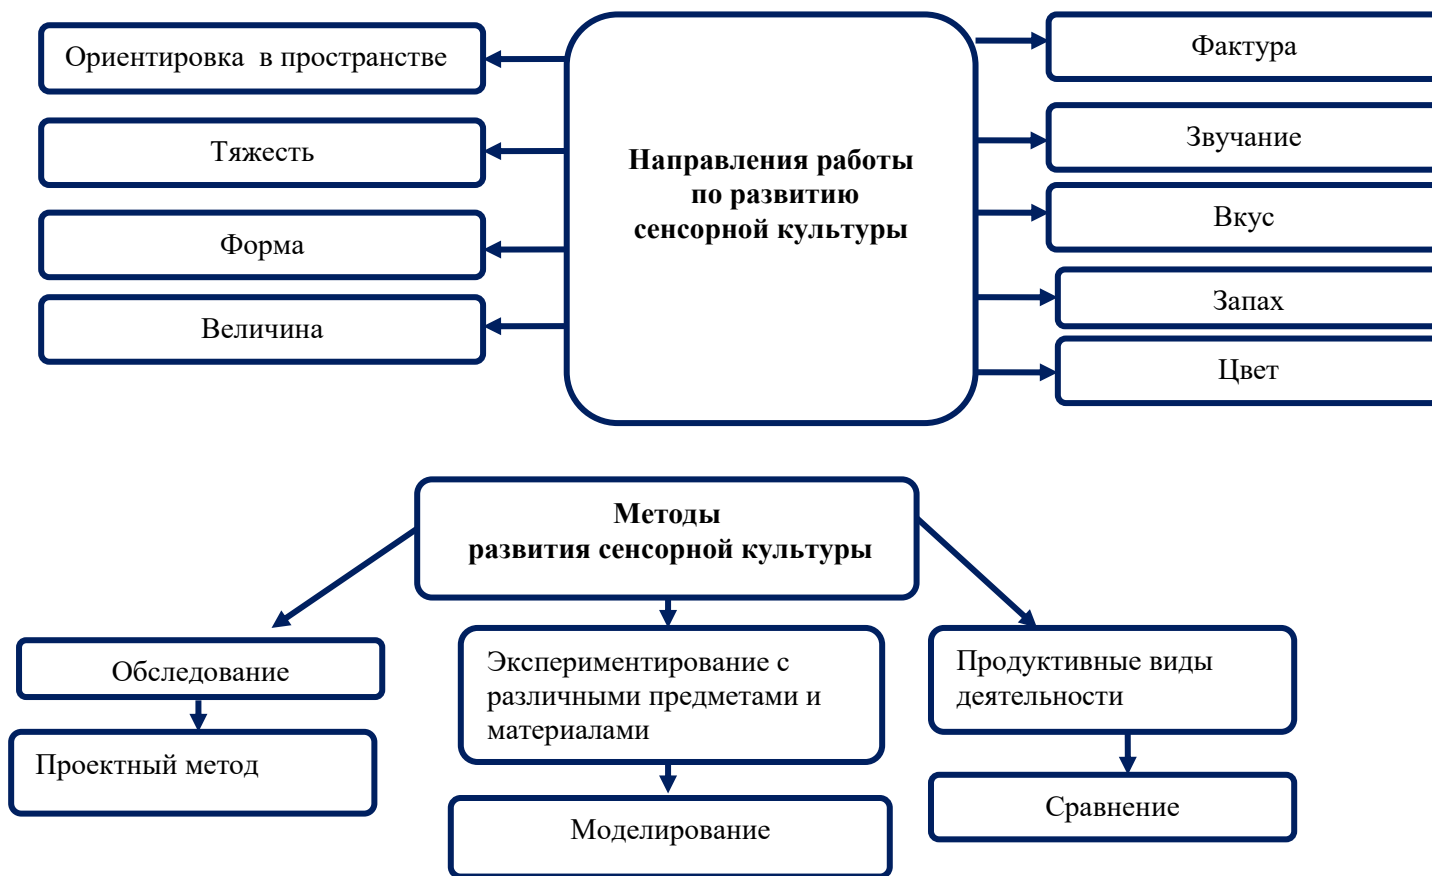 Ориентировка в пространстве
Тяжесть
Форма
Величина
Направления работы
по развитию
сенсорной культуры
Фактура
Звучание
Вкус
Запах
Цвет
Методы
развития сенсорной культуры
Обследование
Проектный метод
Экспериментирование с
различными предметами и
материалами
Моделирование
Продуктивные виды
деятельности
Сравнение